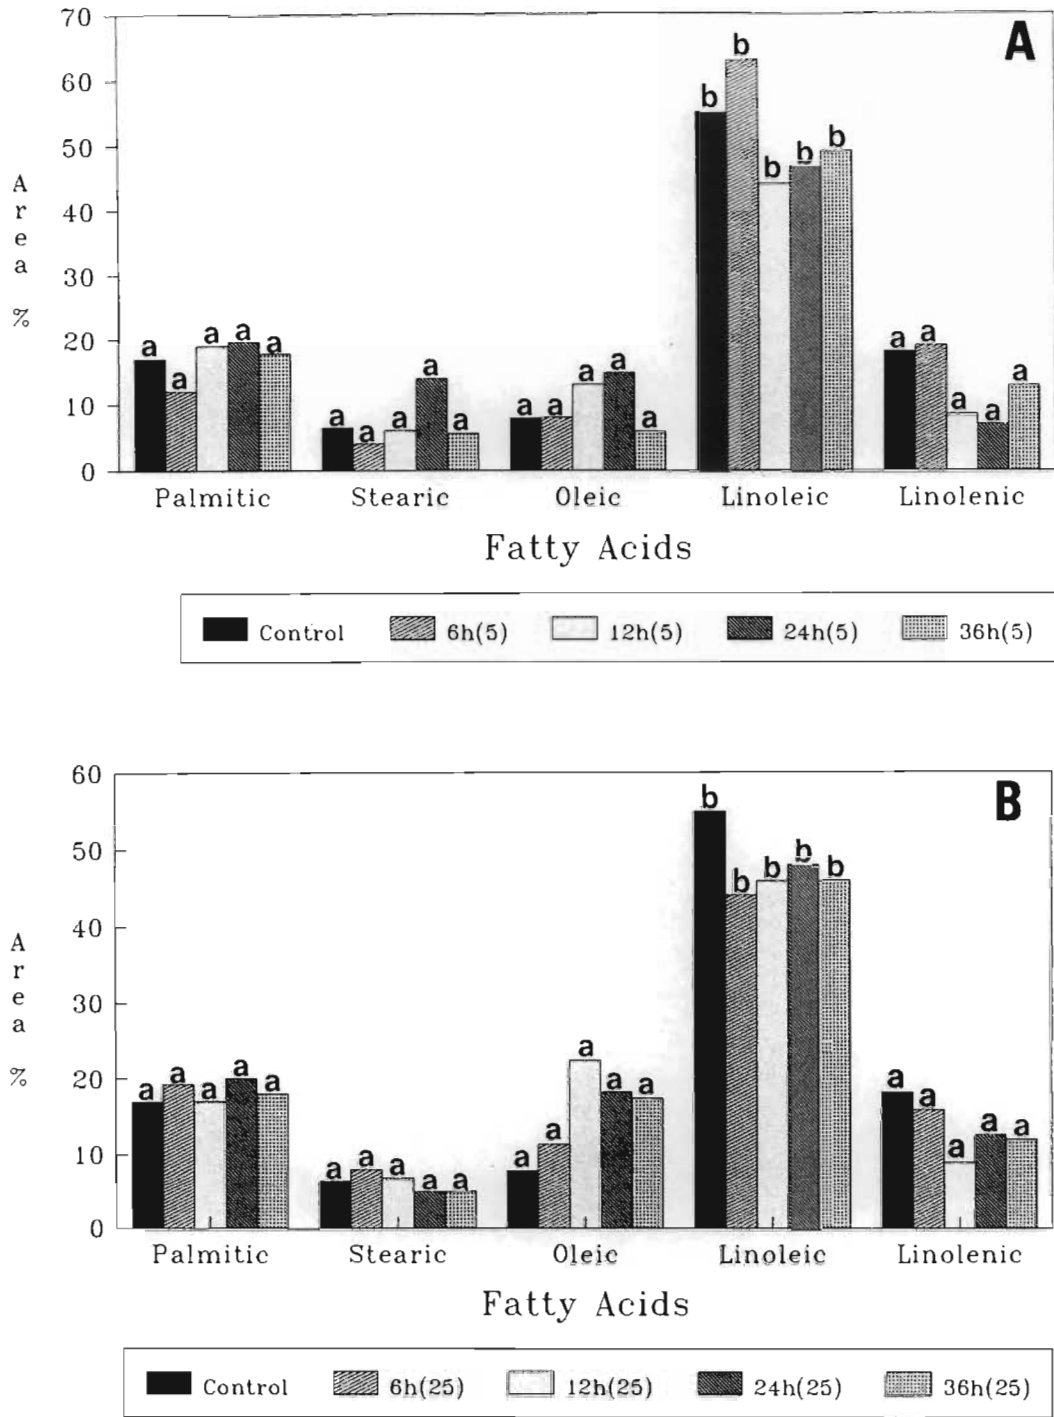 A
70
60
50
40
30
20
10
0
Area %
b b b b b
a a a a a
a a a a a
a a a a a
a a a a a
Palmitic Stearic Oleic Linoleic Linolenic
Fatty Acids
Control 6h(5) 12h(5) 24h(5) 36h(5)
B
60
50
40
30
20
10
0
Area %
b b b b b
a a a a a
a a a a a
a a a a a
a a a a a
Palmitic Stearic Oleic Linoleic Linolenic
Fatty Acids
Control 6h(25) 12h(25) 24h(25) 36h(25)